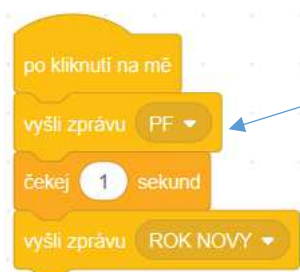 po kliknutí na mě
vyšli zprávu PF
čekej 1 sekund
vyšli zprávu ROK NOVY